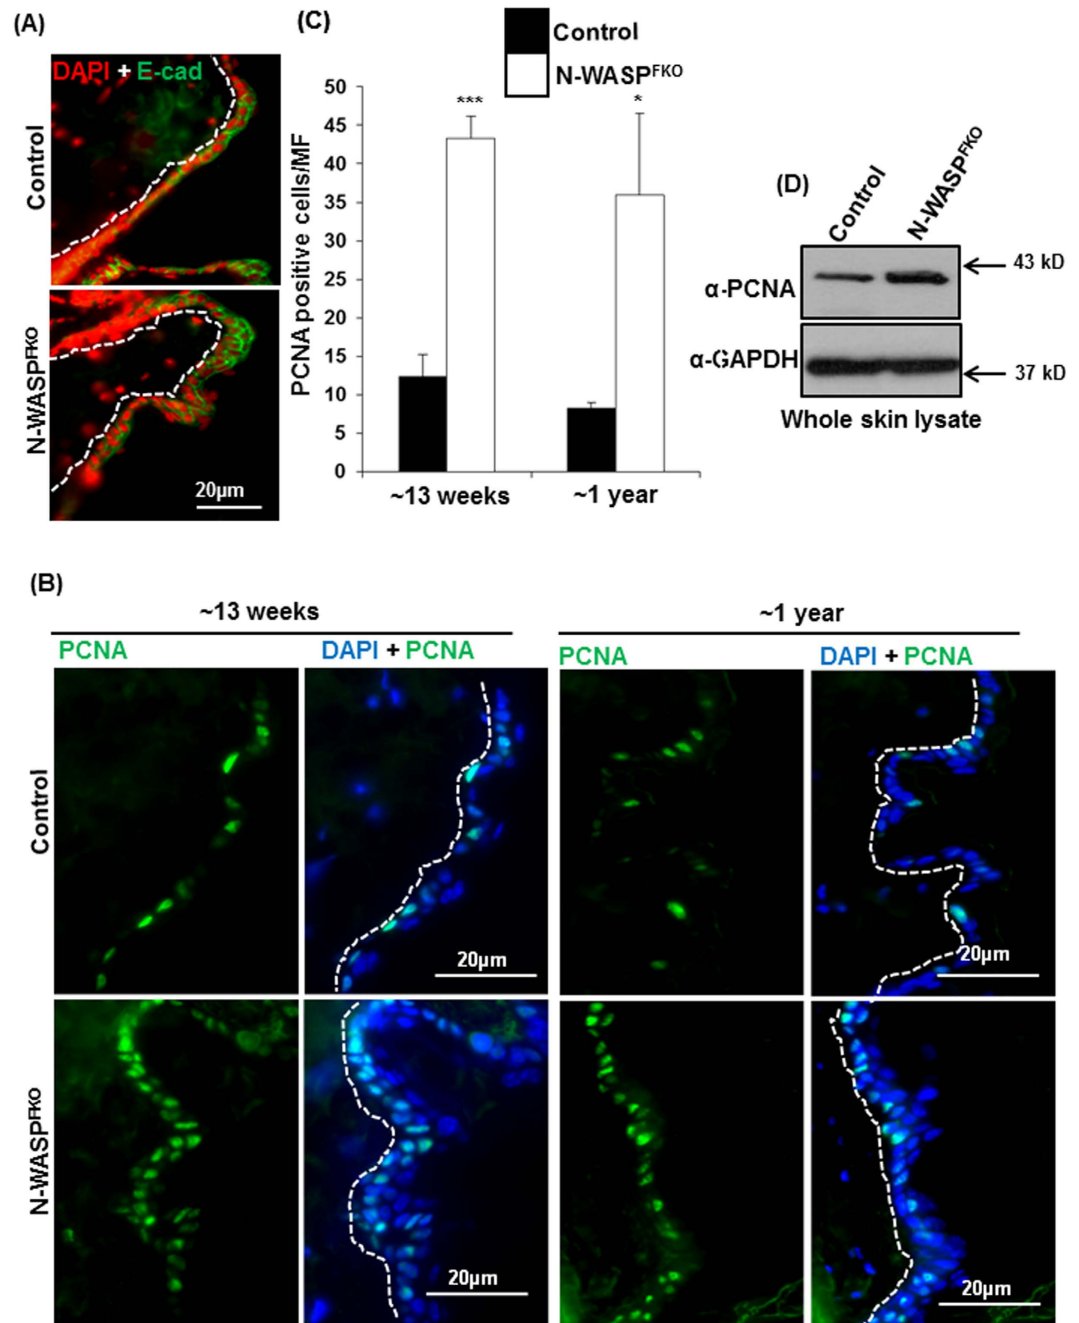 (A)
DAPI + E-cad
Control
N-WASPFKO
20µm
(C)
Control
N-WASPFKO
PCNA positive cells/MF
50
45
40
35
30
25
20
15
10
5
0
***
*
~13 weeks
~1 year
(D)
Control
N-WASPFKO
α-PCNA
43 kD
α-GAPDH
37 kD
Whole skin lysate
(B)
~13 weeks
~1 year
PCNA
DAPI + PCNA
PCNA
DAPI + PCNA
Control
20µm
20µm
N-WASPFKO
20µm
20µm